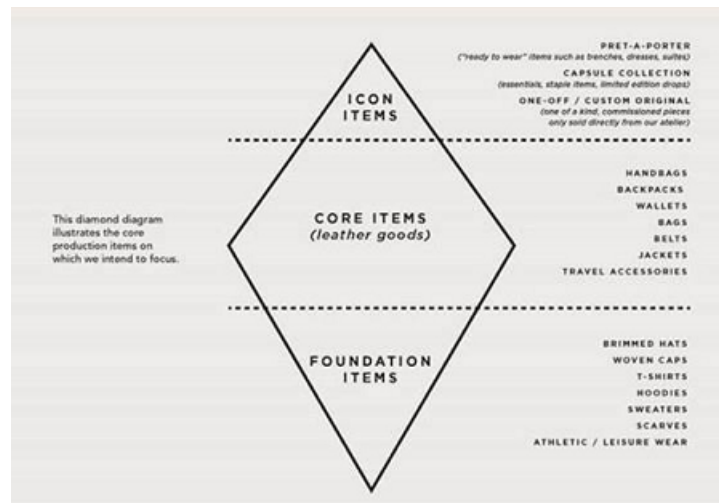 PRET-A-PORTER
("ready to wear" items such as trenches, dresses, suites)
CAPSULE COLLECTION
(essentials, staple items, limited edition drops)
ONE-OFF / CUSTOM ORIGINAL
(one of a kind, commissioned pieces
only sold directly from our atelier)
ICON
ITEMS
HANDBAGS
BACKPACKS
WALLETS
BAGS
BELTS
JACKETS
TRAVEL ACCESSORIES
CORE ITEMS
(leather goods)
This diamond diagram
illustrates the core
production items on
which we intend to focus.
BRIMMED HATS
WOVEN CAPS
T-SHIRTS
HOODIES
SWEATERS
SCARVES
ATHLETIC / LEISURE WEAR
FOUNDATION
ITEMS